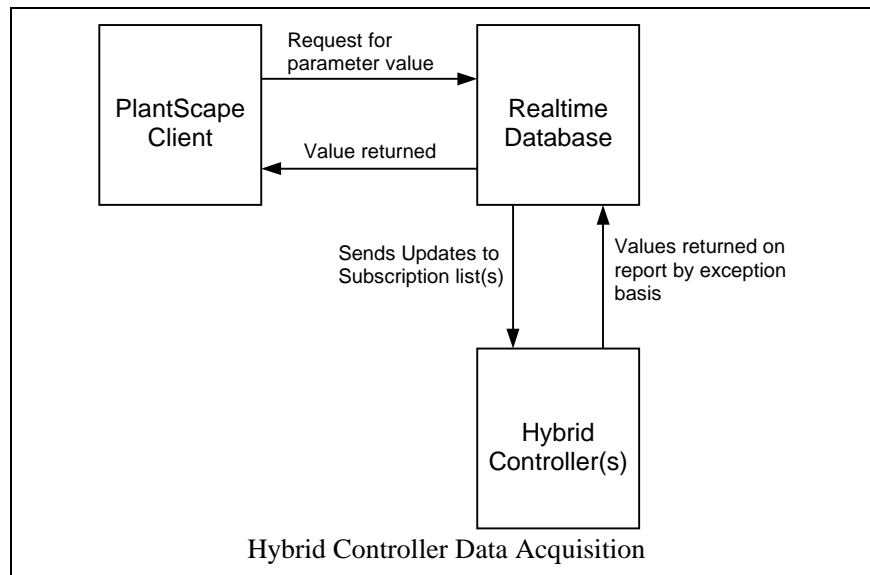 Request for
parameter value
PlantScape
Client
Realtime
Database
Value returned
Sends Updates to
Subscription list(s)
Values returned on
report by exception
basis
Hybrid
Controller(s)
Hybrid Controller Data Acquisition